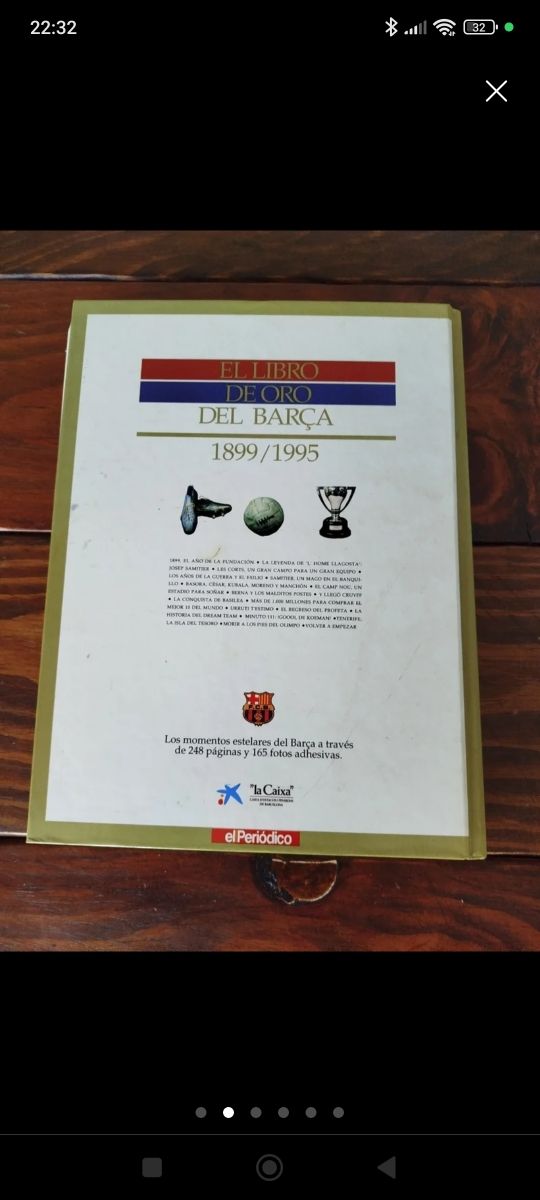 22:32
32
EL LIBRO
DE ORO
DEL BARÇA
1899/1995
1899, EL AÑO DE LA FUNDACIÓN • LA LEYENDA DE "L' HOME LLAGOSTA":
JOSEP SAMITIER • LES CORTS, UN GRAN CAMPO PARA UN GRAN EQUIPO •
LOS AÑOS DE LA GUERRA Y EL EXILIO • SAMITIER, UN MAGO EN EL BANQUI-
LLO • BASORA, CÉSAR, KUBALA, MORENO Y MANCHÓN • EL CAMP NOU, UN
ESTADIO PARA SOÑAR • BERNA Y LOS MALDITOS POSTES • Y LLEGÓ CRUYFF
• LA CONQUISTA DE BASILEA • MÁS DE 1.000 MILLONES PARA COMPRAR EL
MEJOR 11 DEL MUNDO • URRUTI T'ESTIMO • EL REGRESO DEL PROFETA • LA
HISTORIA DEL DREAM TEAM • MINUTO 111: ¡GOOOL DE KOEMAN! •TENERIFE,
LA ISLA DEL TESORO •MORIR A LOS PIES DEL OLIMPO •VOLVER A EMPEZAR
Los momentos estelares del Barça a través
de 248 páginas y 165 fotos adhesivas.
"la Caixa"
CAIXA D'ESTALVIS I PENSIONS
DE BARCELONA
el Periódico